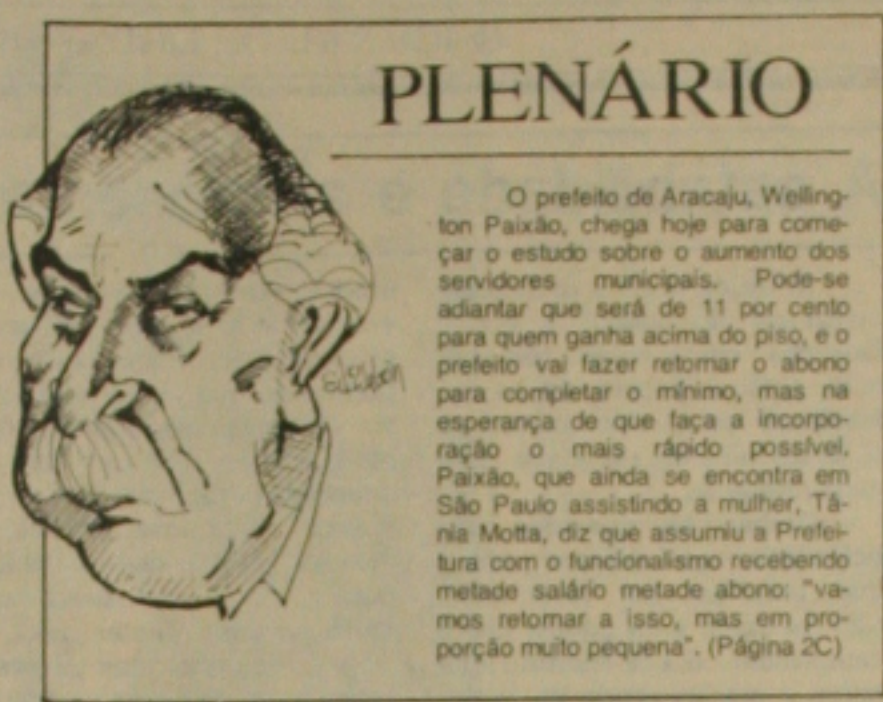 PLENÁRIO
O prefeito de Aracaju, Welling-
ton Paixão, chega hoje para come-
çar o estudo sobre o aumento dos
servidores municipais. Pode-se
adiantar que será de 11 por cento
para quem ganha acima do piso, e o
prefeito vai fazer retornar o abono
para completar o mínimo, mas na
esperança de que faça a incorpo-
ração o mais rápido possível.
Paixão, que ainda se encontra em
São Paulo assistindo a mulher, Tâ-
nia Motta, diz que assumiu a Prefei-
tura com o funcionalismo recebendo
metade salário metade abono: "va-
mos retornar a isso, mas em pro-
porção muito pequena". (Página 2C)